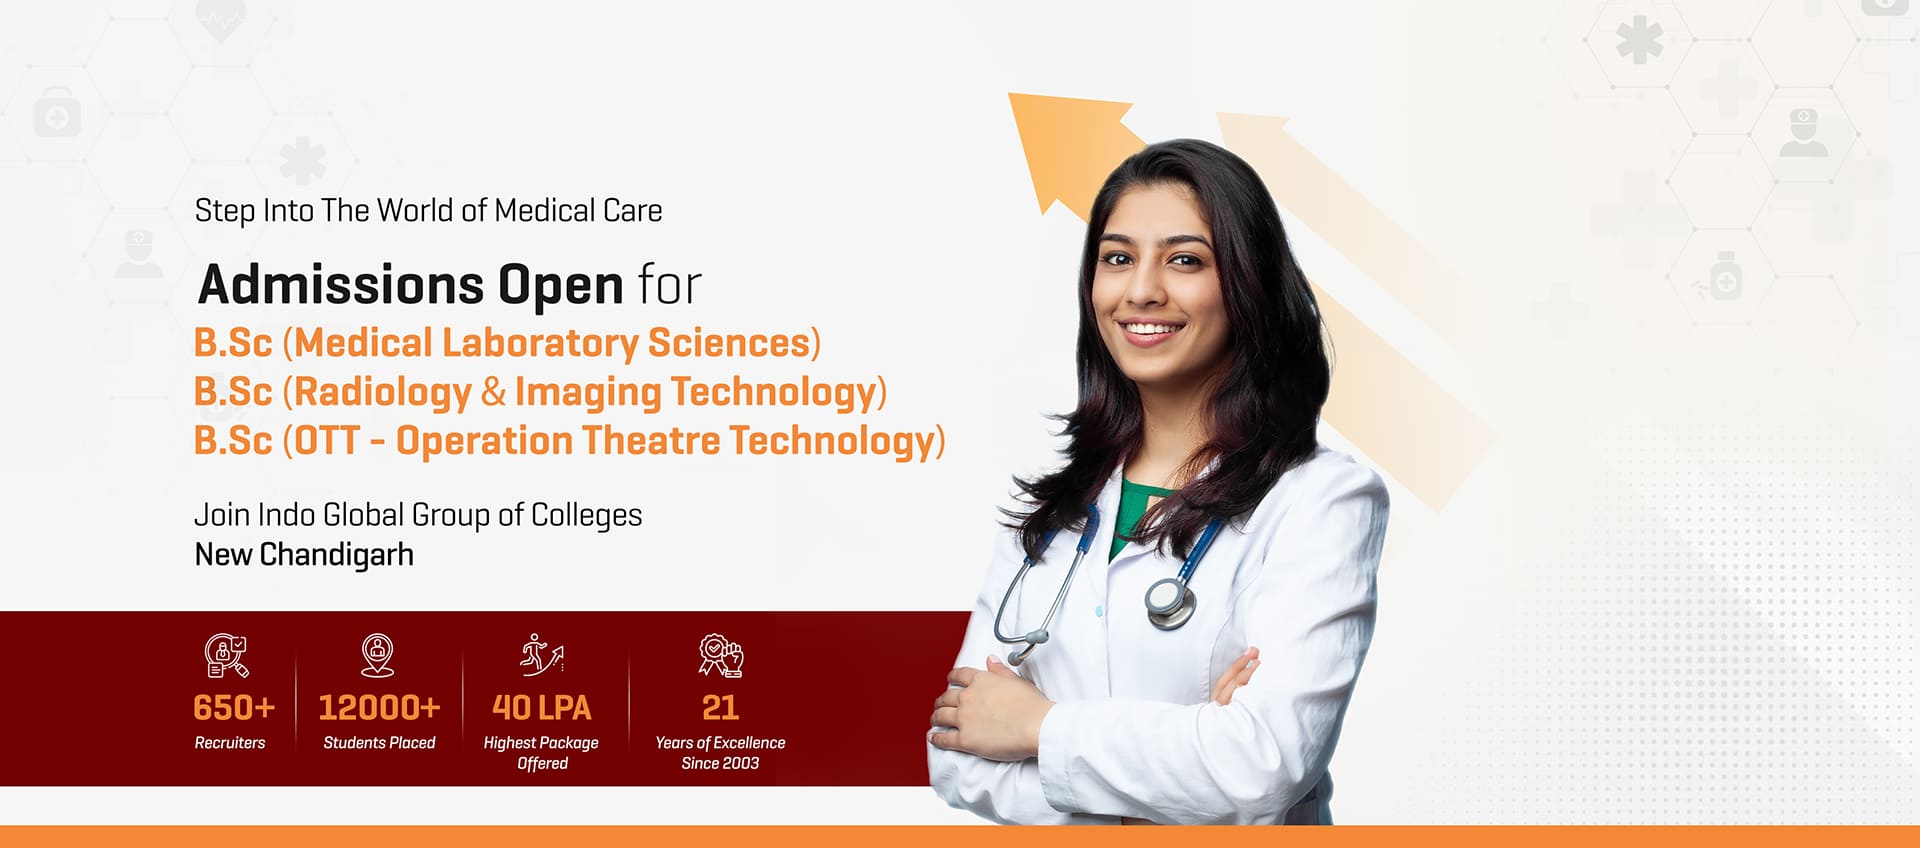 Step Into The World of Medical Care
Admissions Open for
B.Sc (Medical Laboratory Sciences)
B.Sc (Radiology & Imaging Technology)
B.Sc (OTT - Operation Theatre Technology)
Join Indo Global Group of Colleges
New Chandigarh
650+
Recruiters
12000+
Students Placed
40 LPA
Highest Package
Offered
21
Years of Excellence
Since 2003